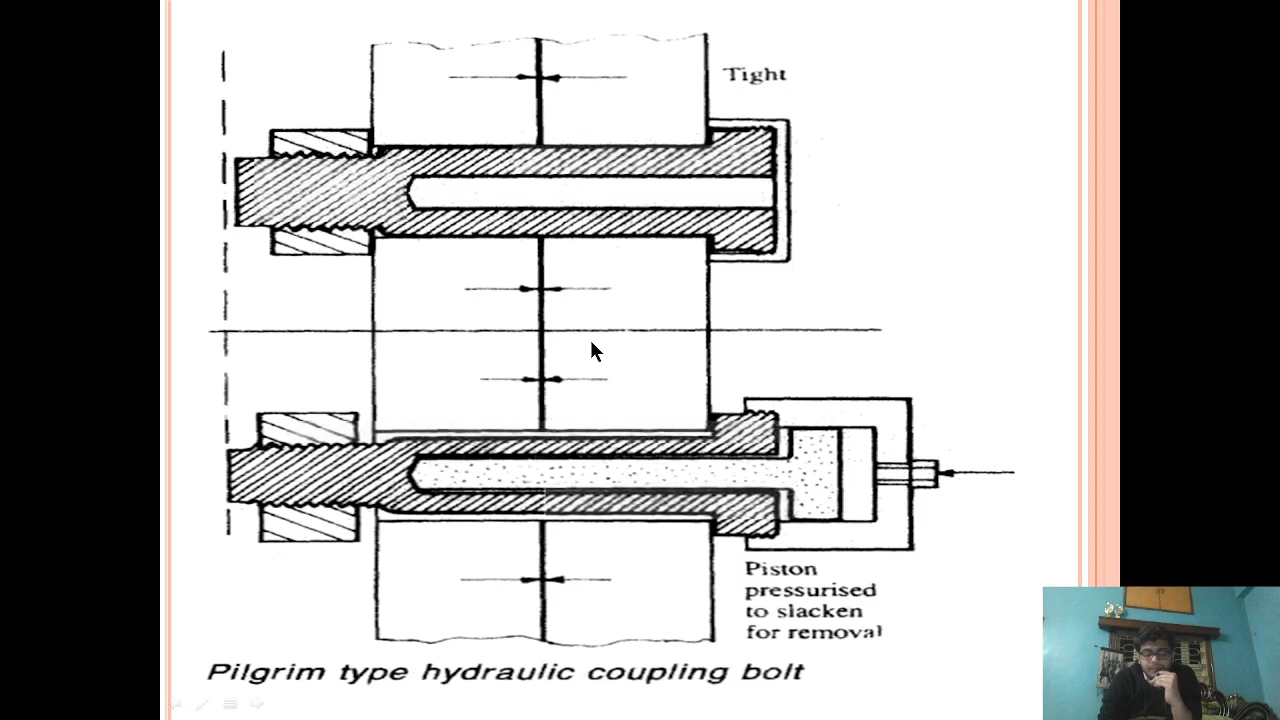 Tight
Piston
pressurised
to slacken
for removal
Pilgrim type hydraulic coupling bolt